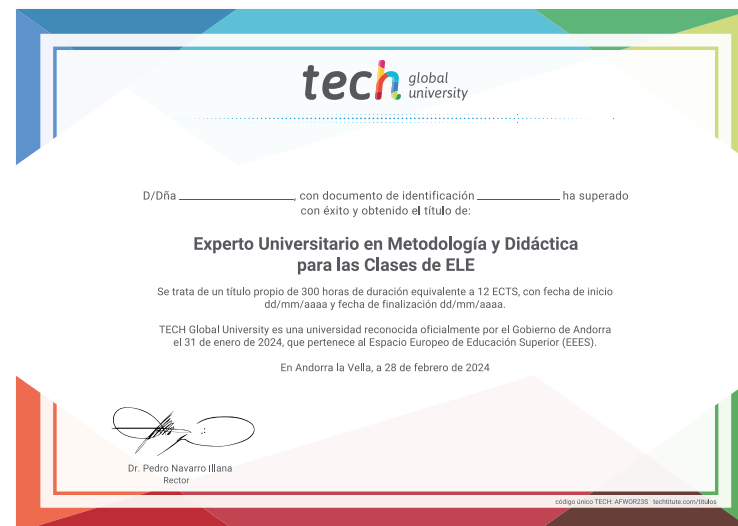 tech global university
D/Dña ______________, con documento de identificación ___________ ha superado
con éxito y obtenido el título de:
Experto Universitario en Metodología y Didáctica
para las Clases de ELE
Se trata de un título propio de 300 horas de duración equivalente a 12 ECTS, con fecha de inicio
dd/mm/aaaa y fecha de finalización dd/mm/aaaa.
TECH Global University es una universidad reconocida oficialmente por el Gobierno de Andorra
el 31 de enero de 2024, que pertenece al Espacio Europeo de Educación Superior (EEES).
En Andorra la Vella, a 28 de febrero de 2024
Dr. Pedro Navarro Illana
Rector
código único TECH: AFWOR23S techtitute.com/titulos